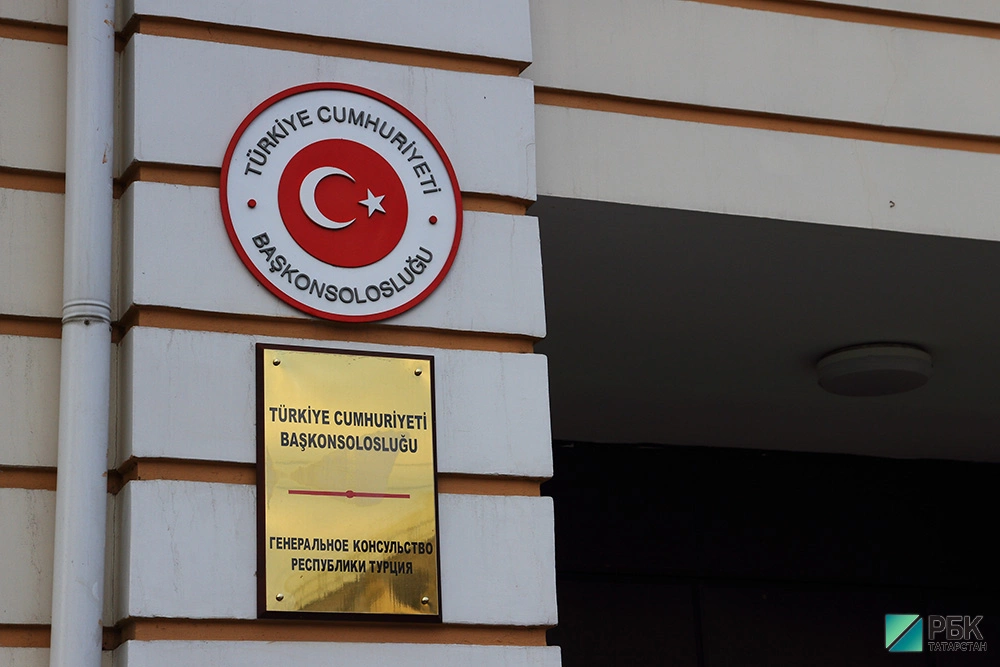 TÜRKİYE CUMHURİYETİ
BAŞKONSOLOSLUĞU
TÜRKİYE CUMHURİYETİ
BAŞKONSOLOSLUĞU
ГЕНЕРАЛЬНОЕ КОНСУЛЬСТВО
РЕСПУБЛИКИ ТУРЦИЯ
РБК
ТАТАРСТАН